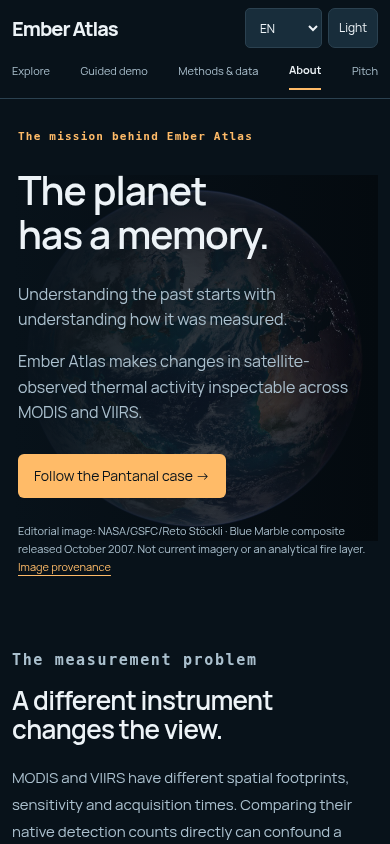 Ember Atlas
EN
Light
Explore
Guided demo
Methods & data
About
Pitch
The mission behind Ember Atlas
The planet
has a memory.
Understanding the past starts with
understanding how it was measured.
Ember Atlas makes changes in satellite-
observed thermal activity inspectable across
MODIS and VIIRS.
Follow the Pantanal case →
Editorial image: NASA/GSFC/Reto Stöckli · Blue Marble composite
released October 2007. Not current imagery or an analytical fire layer.
Image provenance
The measurement problem
A different instrument
changes the view.
MODIS and VIIRS have different spatial footprints,
sensitivity and acquisition times. Comparing their
native detection counts directly can confound a